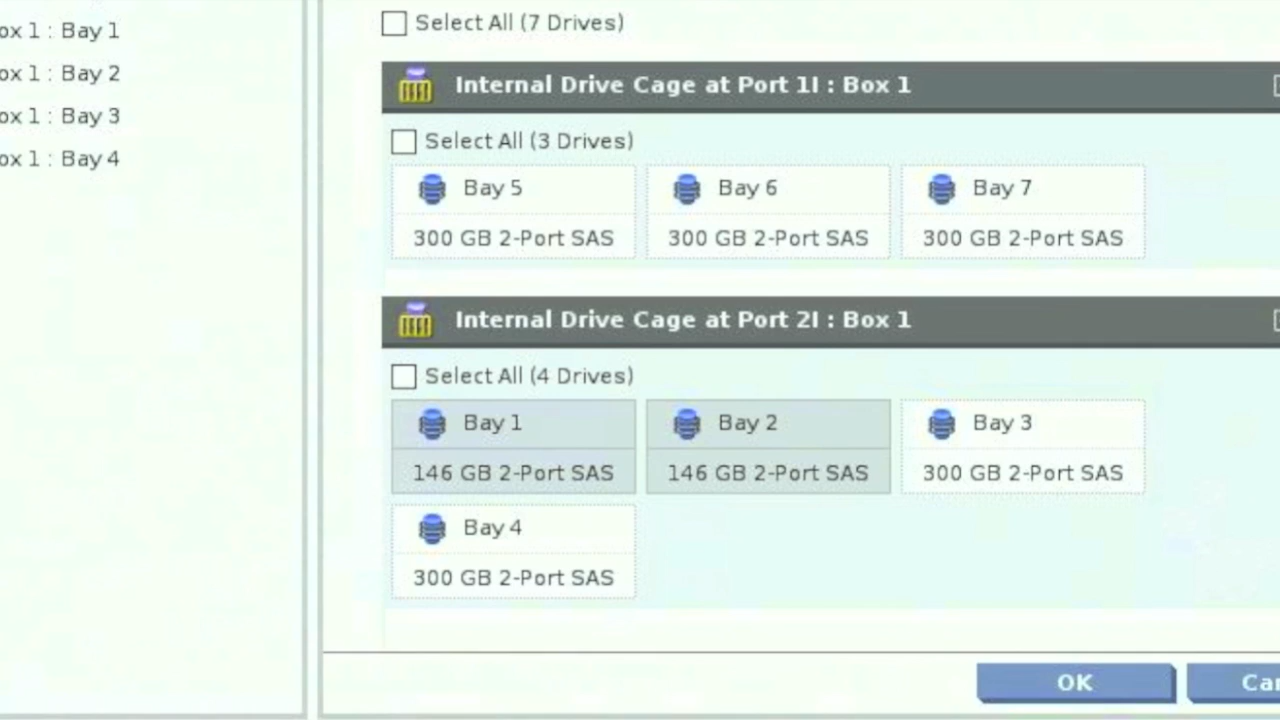 ox 1 : Bay 1
ox 1 : Bay 2
ox 1 : Bay 3
ox 1 : Bay 4
Select All (7 Drives)
Internal Drive Cage at Port 1I : Box 1
Select All (3 Drives)
Bay 5 Bay 6 Bay 7
300 GB 2-Port SAS 300 GB 2-Port SAS 300 GB 2-Port SAS
Internal Drive Cage at Port 2I : Box 1
Select All (4 Drives)
Bay 1 Bay 2 Bay 3
146 GB 2-Port SAS 146 GB 2-Port SAS 300 GB 2-Port SAS
Bay 4
300 GB 2-Port SAS
OK Can